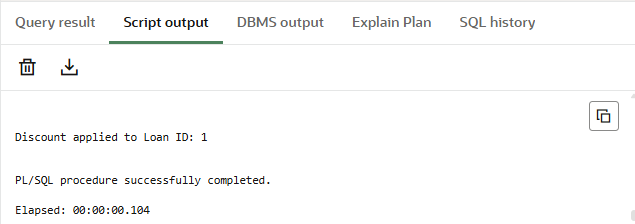 Query result Script output DBMS output Explain Plan SQL history
Discount applied to Loan ID: 1
PL/SQL procedure successfully completed.
Elapsed: 00:00:00.104